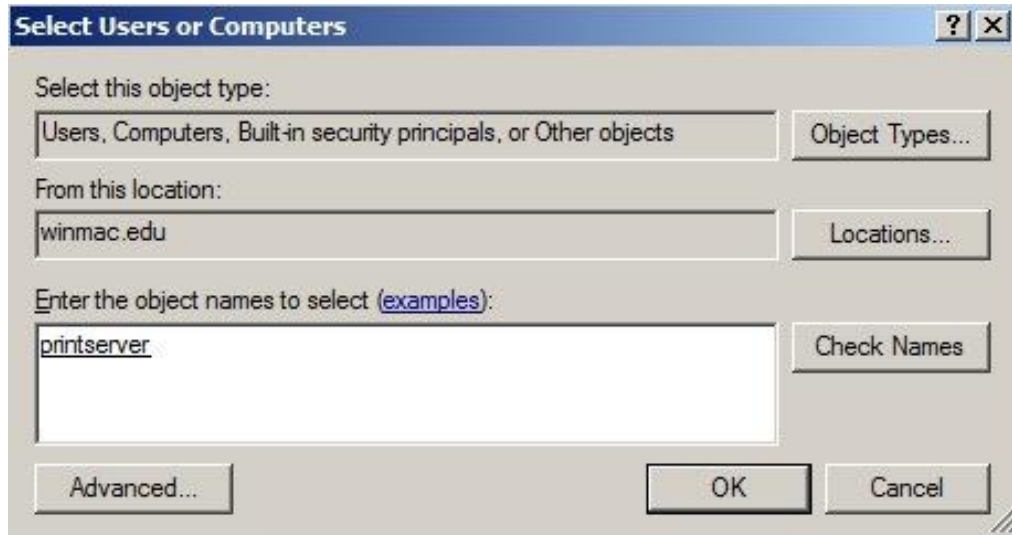 Select Users or Computers
Select this object type:
Users, Computers, Built-in security principals, or Other objects
Object Types...
From this location:
winmac.edu
Locations...
Enter the object names to select (examples):
printserver
Check Names
Advanced...
OK
Cancel